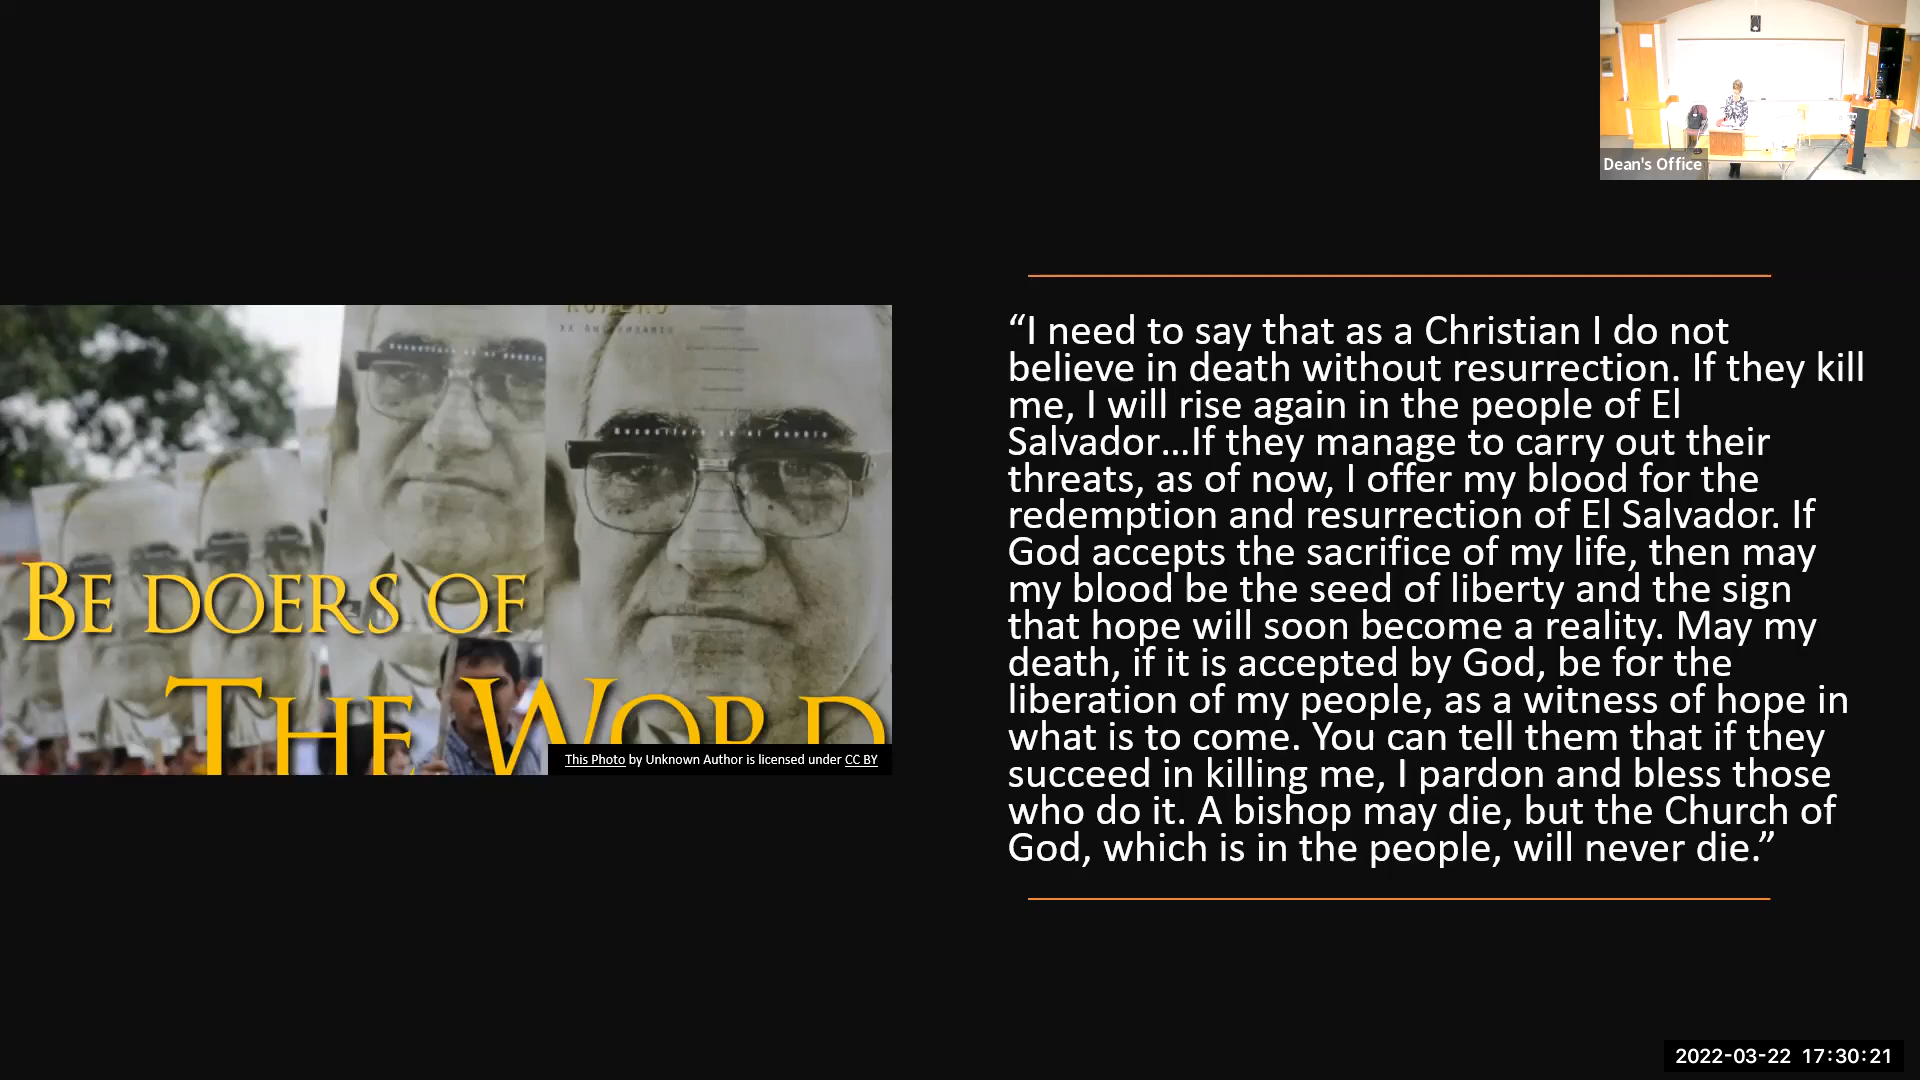 Dean's Office
“I need to say that as a Christian I do not
believe in death without resurrection. If they kill
me, I will rise again in the people of El
Salvador…If they manage to carry out their
threats, as of now, I offer my blood for the
redemption and resurrection of El Salvador. If
God accepts the sacrifice of my life, then may
my blood be the seed of liberty and the sign
that hope will soon become a reality. May my
death, if it is accepted by God, be for the
liberation of my people, as a witness of hope in
what is to come. You can tell them that if they
succeed in killing me, I pardon and bless those
who do it. A bishop may die, but the Church of
God, which is in the people, will never die.”
BE DOERS OF
THE WORD
This Photo by Unknown Author is licensed under CC BY
2022-03-22 17:30:21